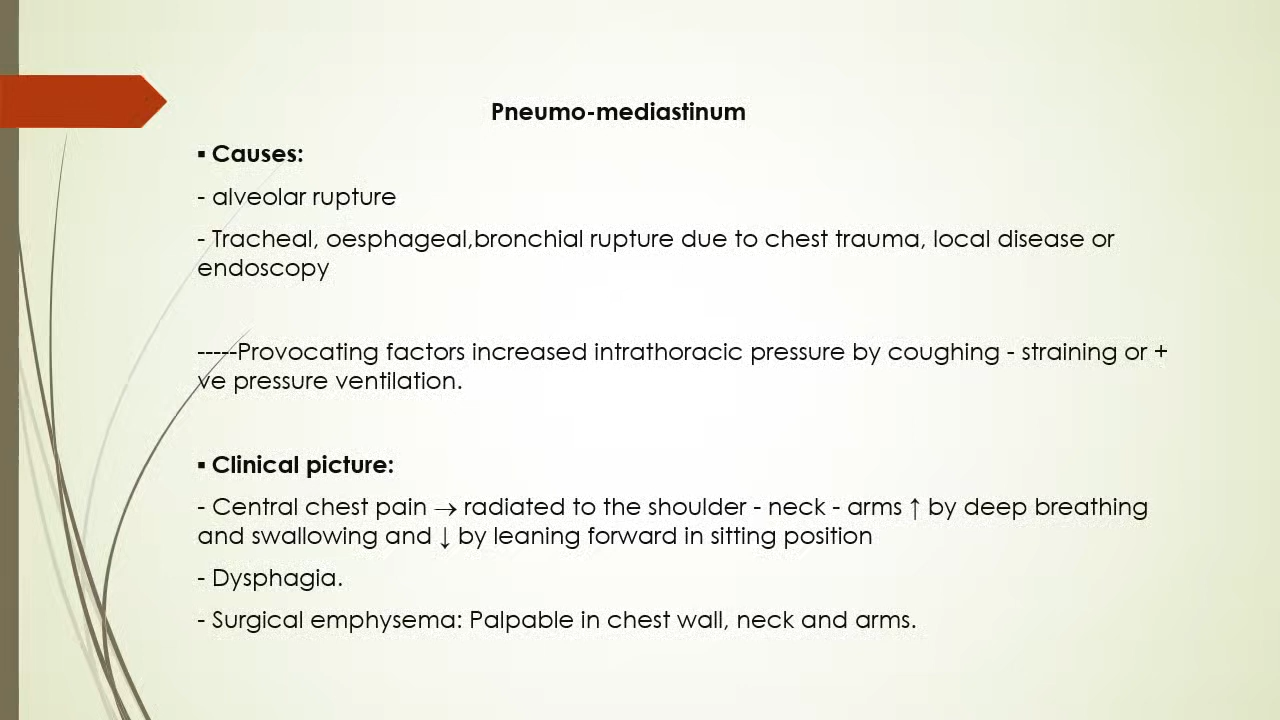 Pneumo-mediastinum
▪ Causes:
- alveolar rupture
- Tracheal, oesphageal,bronchial rupture due to chest trauma, local disease or
endoscopy
-----Provocating factors increased intrathoracic pressure by coughing - straining or +
ve pressure ventilation.
▪ Clinical picture:
- Central chest pain → radiated to the shoulder - neck - arms ↑ by deep breathing
and swallowing and ↓ by leaning forward in sitting position
- Dysphagia.
- Surgical emphysema: Palpable in chest wall, neck and arms.